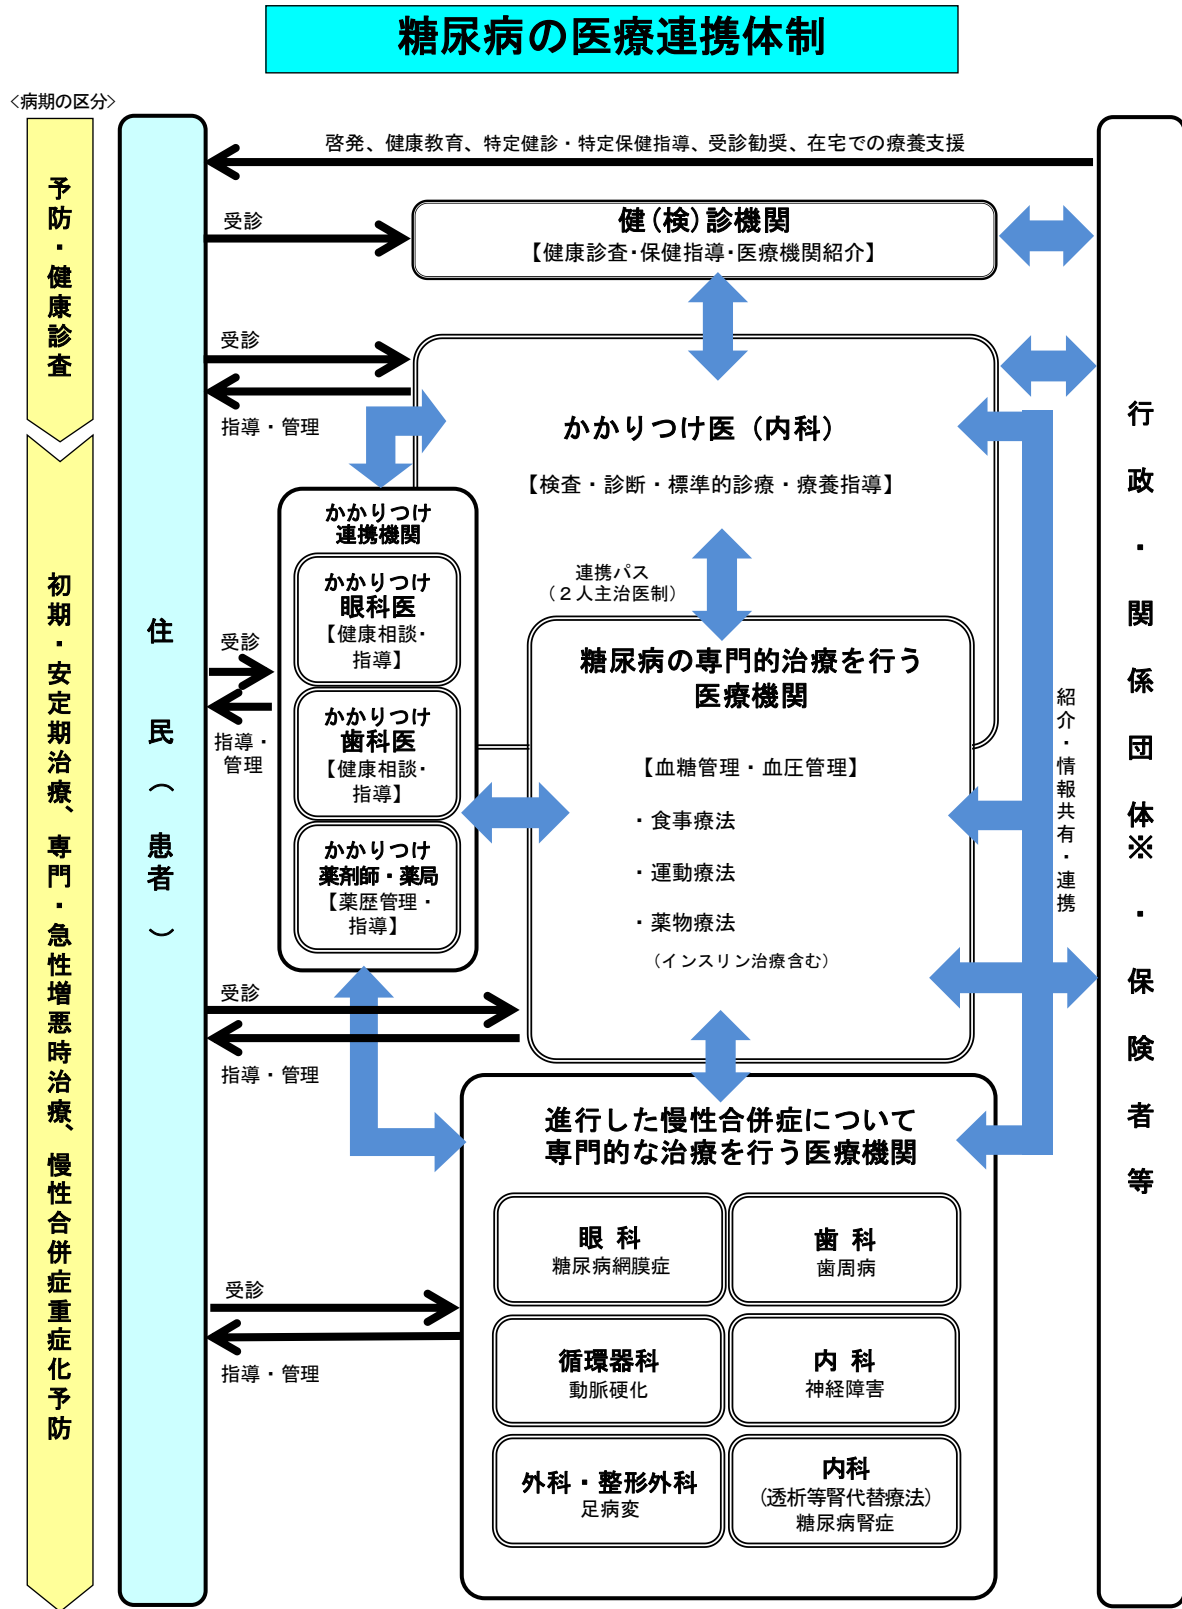 糖尿病の医療連携体制
<病期の区分>
予防・健康診査
初期・安定期治療、専門・急性増悪時治療、慢性合併症重症化予防
住民（患者）
啓発、健康教育、特定健診・特定保健指導、受診勧奨、在宅での療養支援
受診
健（検）診機関
【健康診査・保健指導・医療機関紹介】
受診
指導・管理
かかりつけ医（内科）
【検査・診断・標準的診療・療養指導】
かかりつけ
連携機関
かかりつけ
眼科医
【健康相談・
指導】
かかりつけ
歯科医
【健康相談・
指導】
かかりつけ
薬剤師・薬局
【薬歴管理・
指導】
受診
指導・
管理
連携パス
（２人主治医制）
糖尿病の専門的治療を行う
医療機関
【血糖管理・血圧管理】
・食事療法
・運動療法
・薬物療法
（インスリン治療含む）
受診
指導・管理
進行した慢性合併症について
専門的な治療を行う医療機関
眼 科
糖尿病網膜症
歯 科
歯周病
循環器科
動脈硬化
内 科
神経障害
外科・整形外科
足病変
内科
（透析等腎代替療法）
糖尿病腎症
受診
指導・管理
紹介・情報共有・連携
行政・関係団体※・保険者等